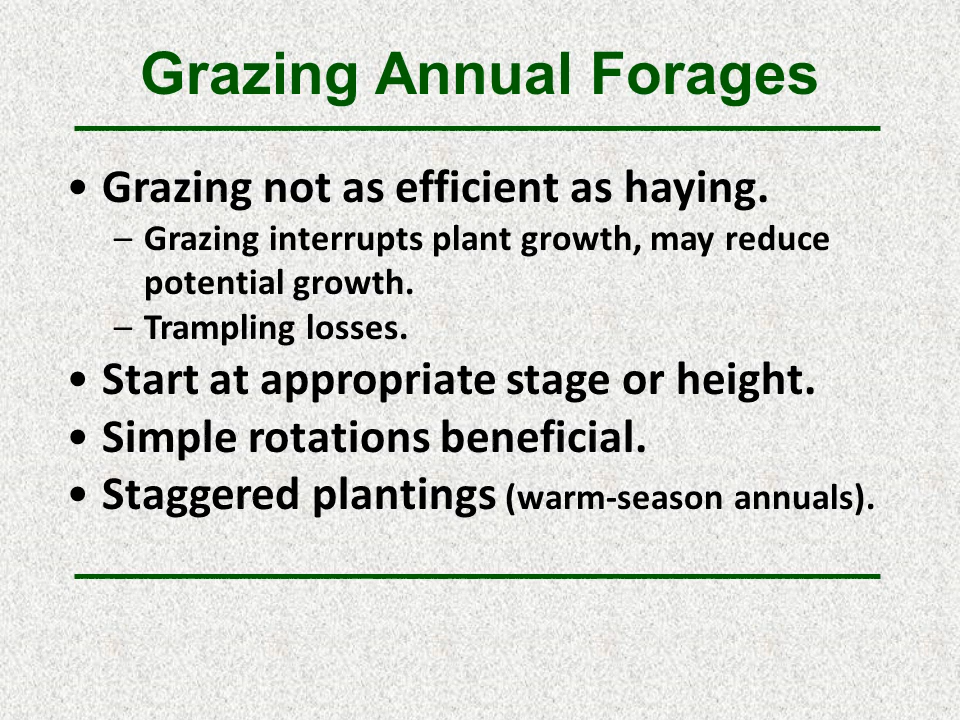 Grazing Annual Forages
• Grazing not as efficient as haying.
– Grazing interrupts plant growth, may reduce
potential growth.
– Trampling losses.
• Start at appropriate stage or height.
• Simple rotations beneficial.
• Staggered plantings (warm-season annuals).